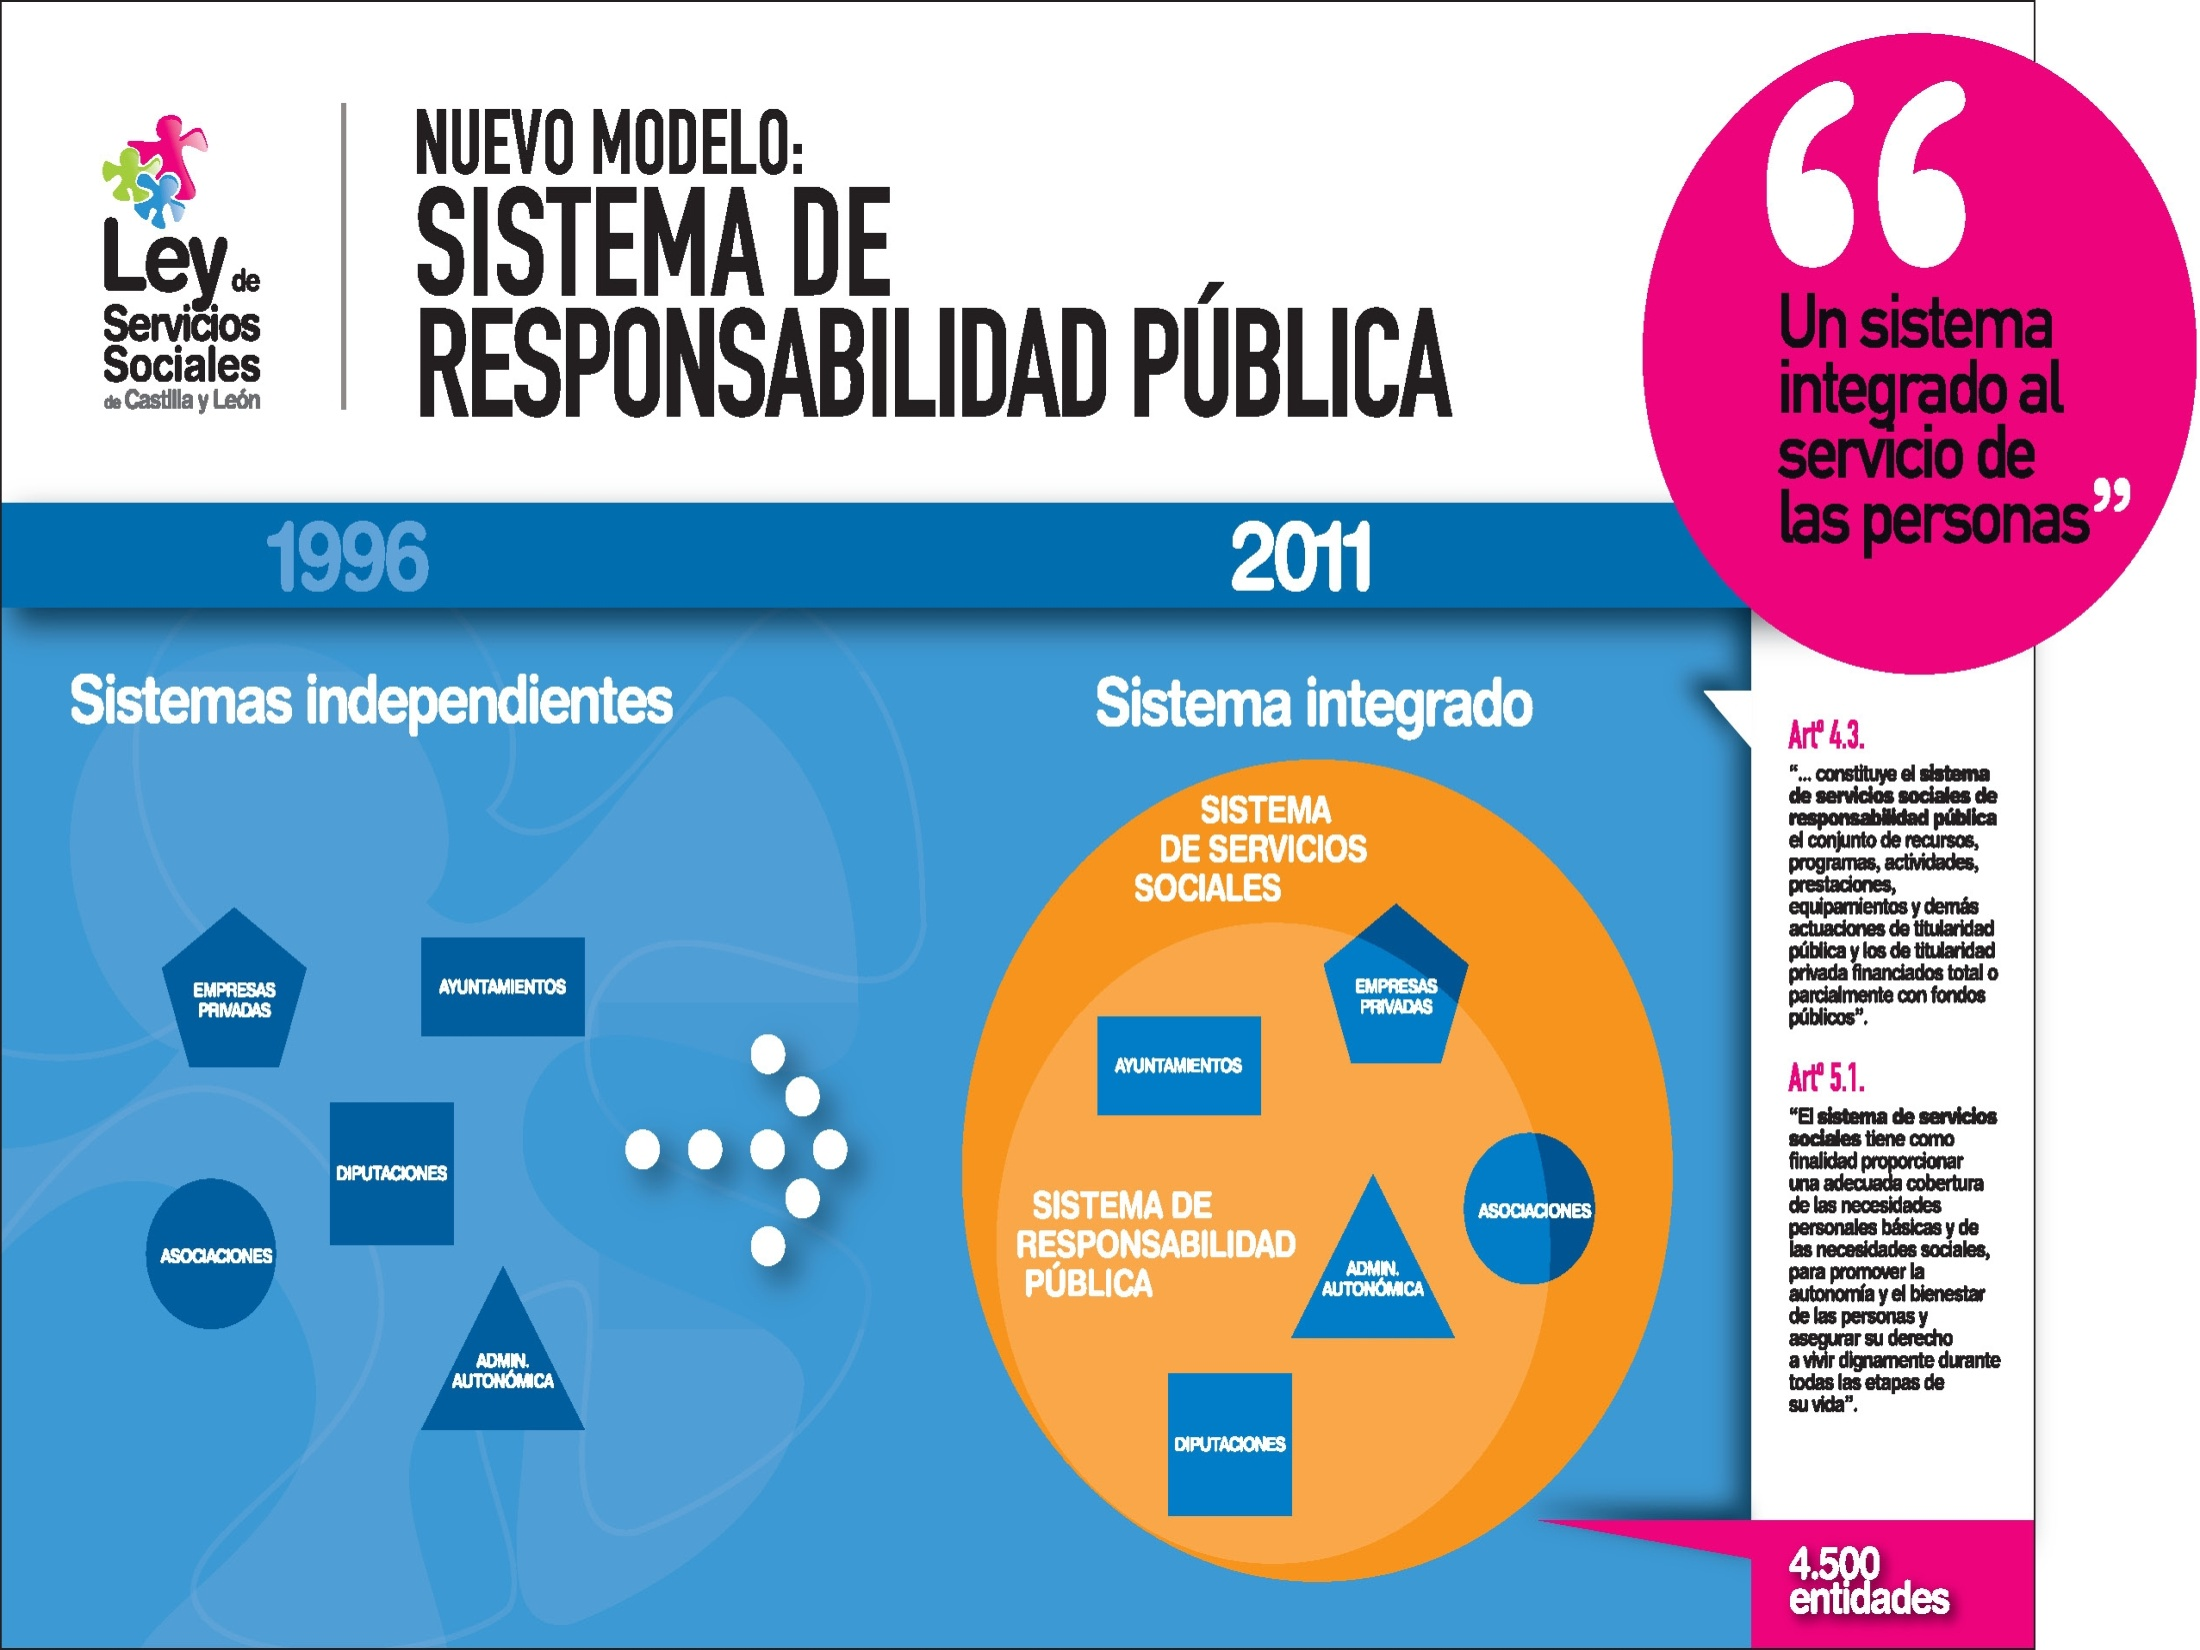 Ley de
Servicios
Sociales
de Castilla y León
NUEVO MODELO:
SISTEMA DE
RESPONSABILIDAD PÚBLICA
“
Un sistema
integrado al
servicio de
las personas”
1996
2011
Sistemas independientes
EMPRESAS
PRIVADAS
AYUNTAMIENTOS
DIPUTACIONES
ASOCIACIONES
ADMIN.
AUTONÓMICA
Sistema integrado
SISTEMA
DE SERVICIOS
SOCIALES
EMPRESAS
PRIVADAS
AYUNTAMIENTOS
ASOCIACIONES
SISTEMA DE
RESPONSABILIDAD
PÚBLICA
ADMIN.
AUTONÓMICA
DIPUTACIONES
Artº 4.3.
“... constituye el sistema
de servicios sociales de
responsabilidad pública
el conjunto de recursos,
programas, actividades,
prestaciones,
equipamientos y demás
actuaciones de titularidad
pública y los de titularidad
privada financiados total o
parcialmente con fondos
públicos”.
Artº 5.1.
“El sistema de servicios
sociales tiene como
finalidad proporcionar
una adecuada cobertura
de las necesidades
personales básicas y de
las necesidades sociales,
para promover la
autonomía y el bienestar
de las personas y
asegurar su derecho
a vivir dignamente durante
todas las etapas de
su vida”.
4.500
entidades